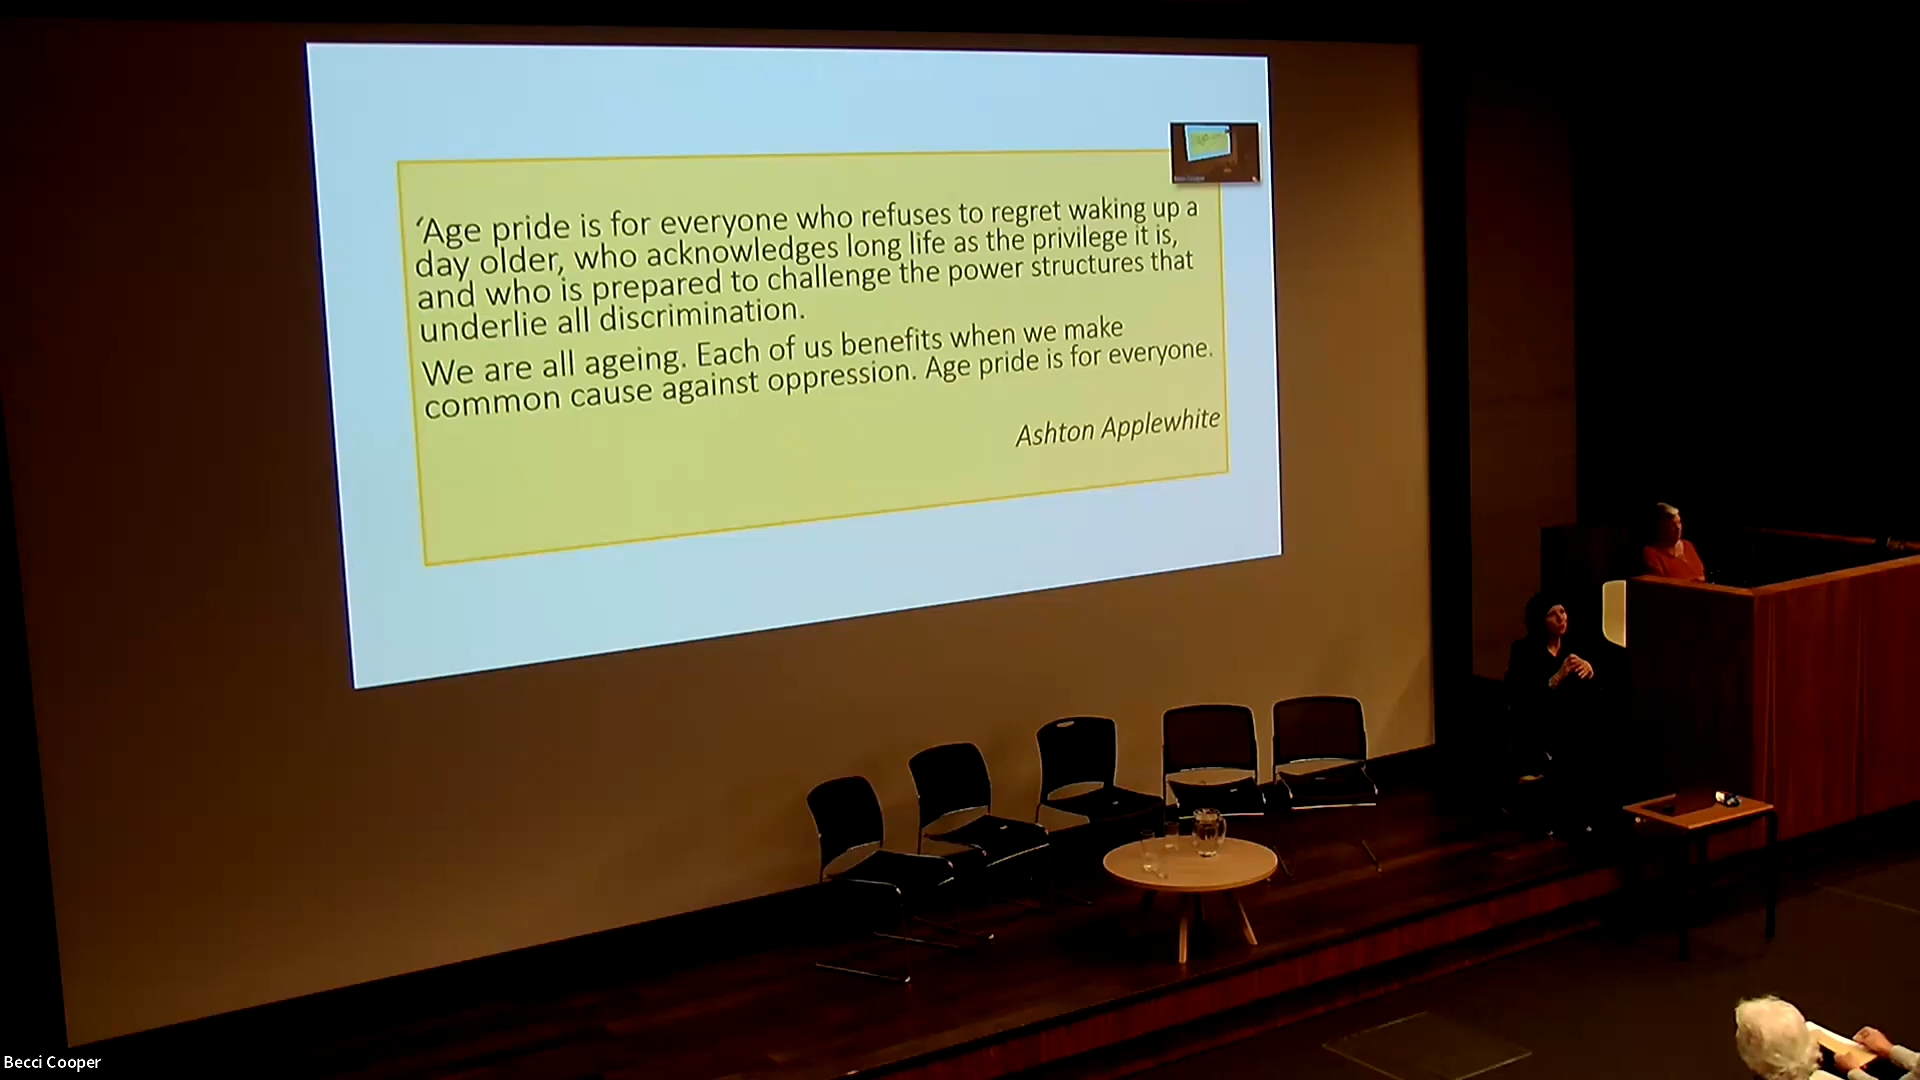 ‘Age pride is for everyone who refuses to regret waking up a
day older, who acknowledges long life as the privilege it is,
and who is prepared to challenge the power structures that
underlie all discrimination.
We are all ageing. Each of us benefits when we make
common cause against oppression. Age pride is for everyone.
Ashton Applewhite
Becci Cooper